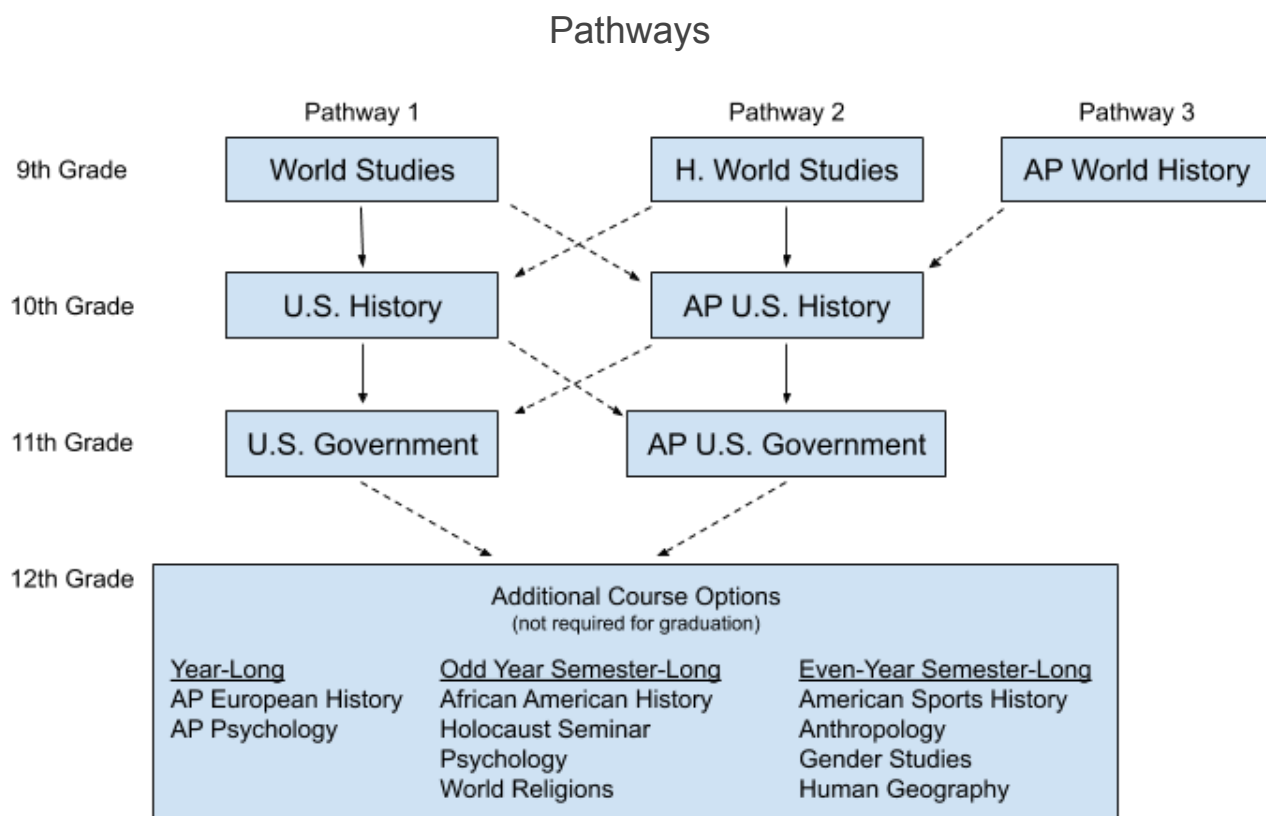 Pathways
Pathway 1
Pathway 2
Pathway 3
9th Grade
World Studies
H. World Studies
AP World History
10th Grade
U.S. History
AP U.S. History
11th Grade
U.S. Government
AP U.S. Government
12th Grade
Additional Course Options
(not required for graduation)
Year-Long
AP European History
AP Psychology
Odd Year Semester-Long
African American History
Holocaust Seminar
Psychology
World Religions
Even-Year Semester-Long
American Sports History
Anthropology
Gender Studies
Human Geography